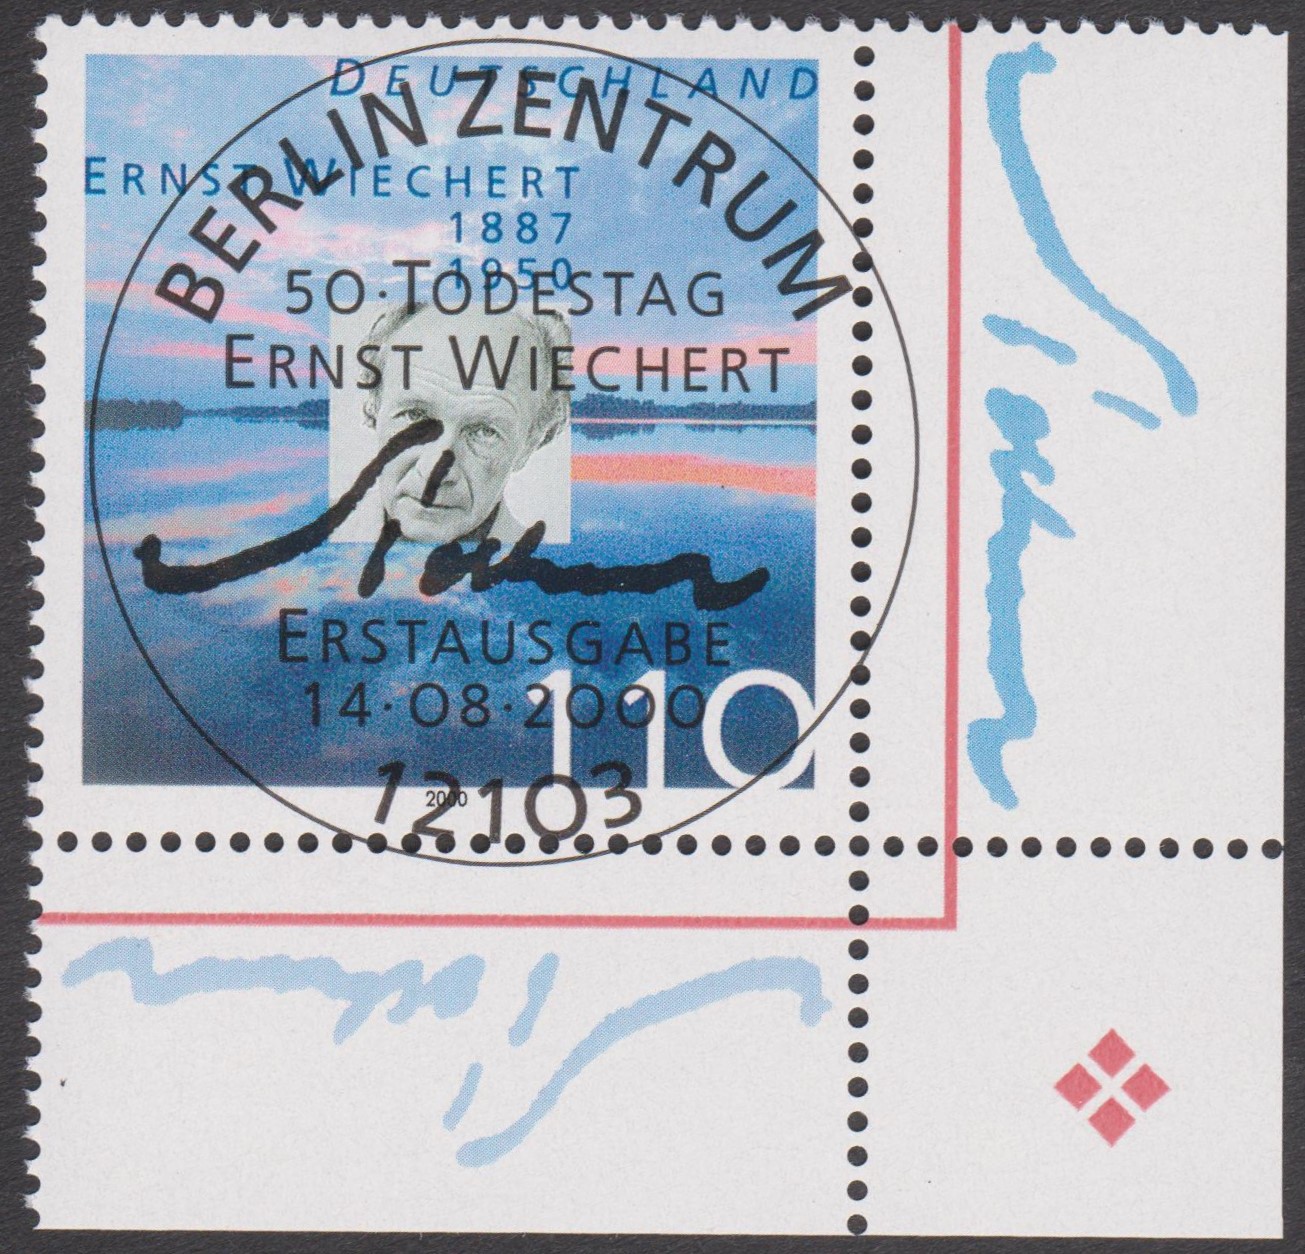 DEUTSCHLAND
BERLIN ZENTRUM
ERNST WIECHERT
1887
1950
50·TODESTAG
ERNST WIECHERT
ERSTAUSGABE
14·08·2000
110
2000
12103